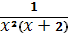 1
x²(x + 2)